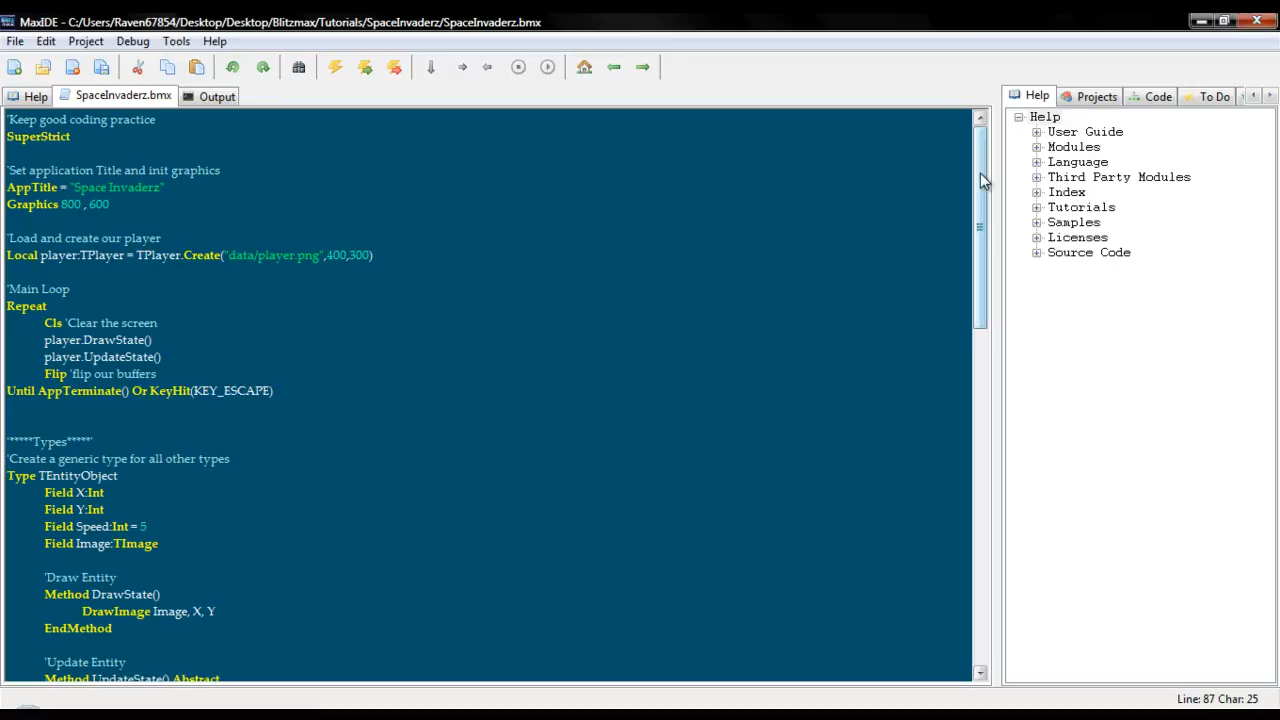 MaxIDE - C:/Users/Raven67854/Desktop/Desktop/Blitzmax/Tutorials/SpaceInvaderz/SpaceInvaderz.bmx
File Edit Project Debug Tools Help
Help SpaceInvaderz.bmx Output
Help Projects Code To Do
'Keep good coding practice
SuperStrict
'Set application Title and init graphics
AppTitle = "Space Invaderz"
Graphics 800 , 600
'Load and create our player
Local player:TPlayer = TPlayer.Create("data/player.png",400,300)
'Main Loop
Repeat
Cls 'Clear the screen
player.DrawState()
player.UpdateState()
Flip 'flip our buffers
Until AppTerminate() Or KeyHit(KEY_ESCAPE)
'*****Types*****'
'Create a generic type for all other types
Type TEntityObject
Field X:Int
Field Y:Int
Field Speed:Int = 5
Field Image:TImage
'Draw Entity
Method DrawState()
DrawImage Image, X, Y
EndMethod
'Update Entity
Method UpdateState() Abstract
Help
User Guide
Modules
Language
Third Party Modules
Index
Tutorials
Samples
Licenses
Source Code
Line: 87 Char: 25